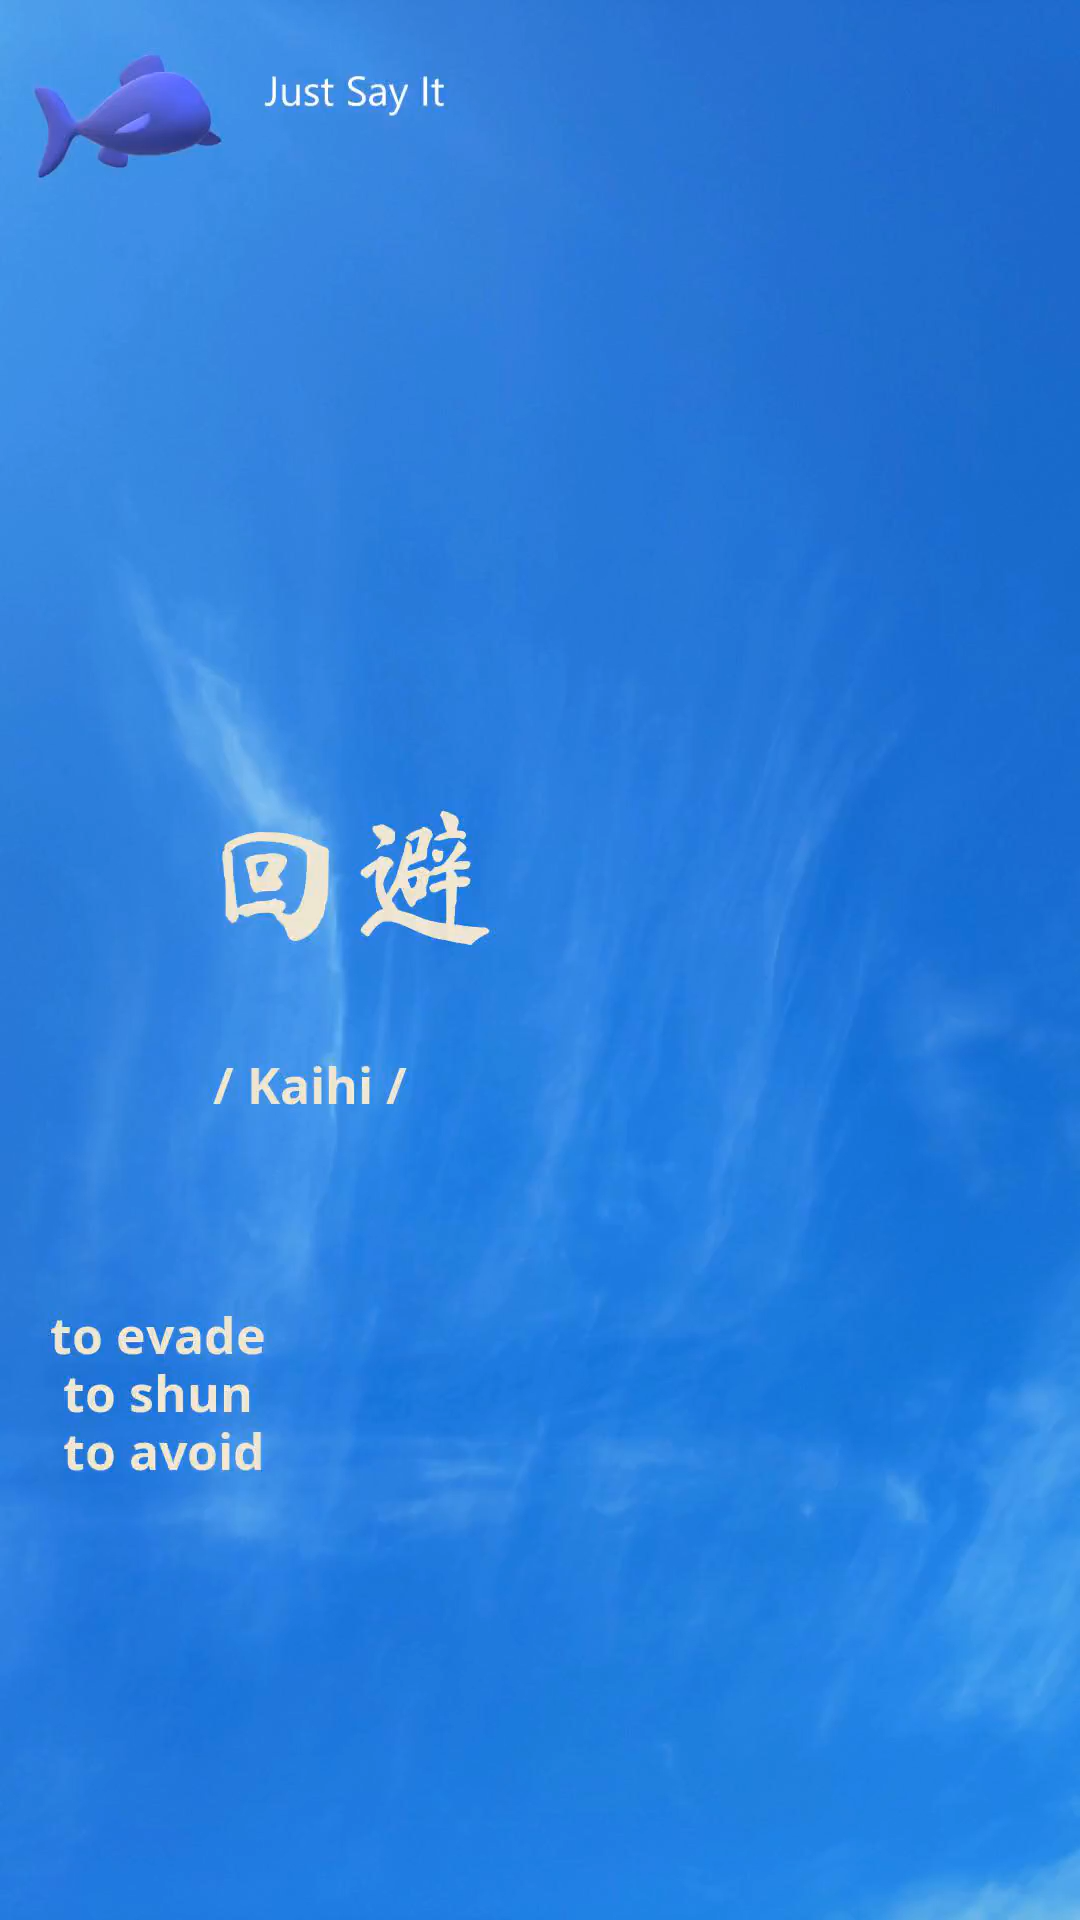 Just Say It
回避
/ Kaihi /
to evade
to shun
to avoid